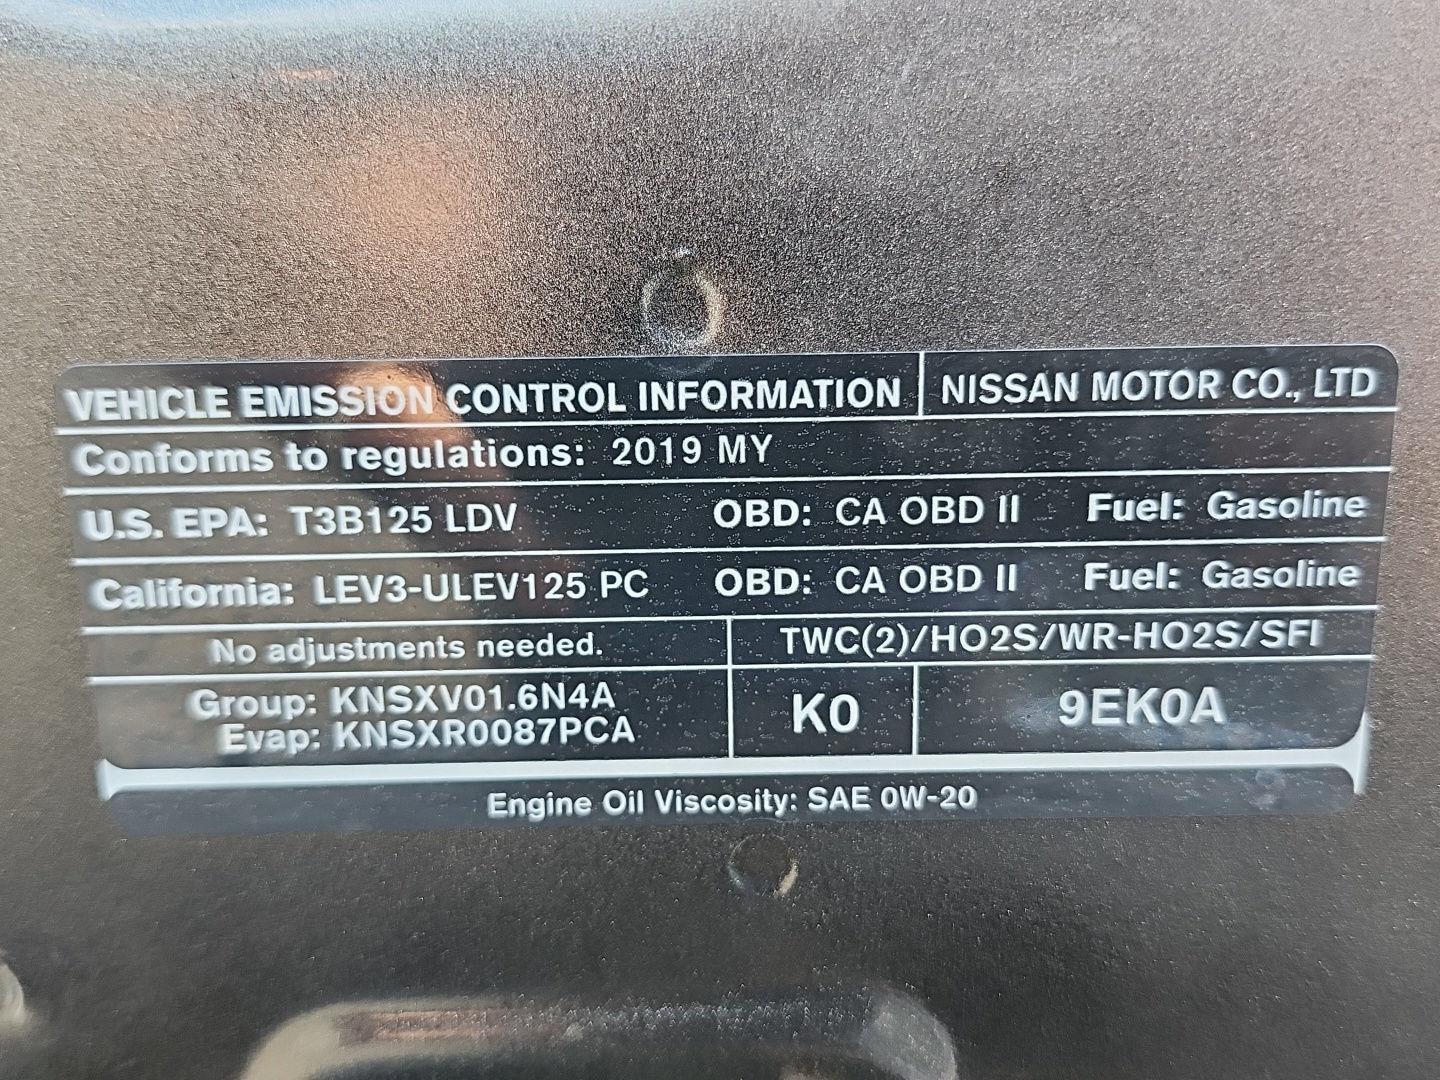 VEHICLE EMISSION CONTROL INFORMATION NISSAN MOTOR CO., LTD
Conforms to regulations: 2019 MY
U.S. EPA: T3B125 LDV OBD: CA OBD II Fuel: Gasoline
California: LEV3-ULEV125 PC OBD: CA OBD II Fuel: Gasoline
No adjustments needed. TWC(2)/HO2S/WR-HO2S/SFI
Group: KNSXV01.6N4A
Evap: KNSXR0087PCA
K0 9EK0A
Engine Oil Viscosity: SAE 0W-20